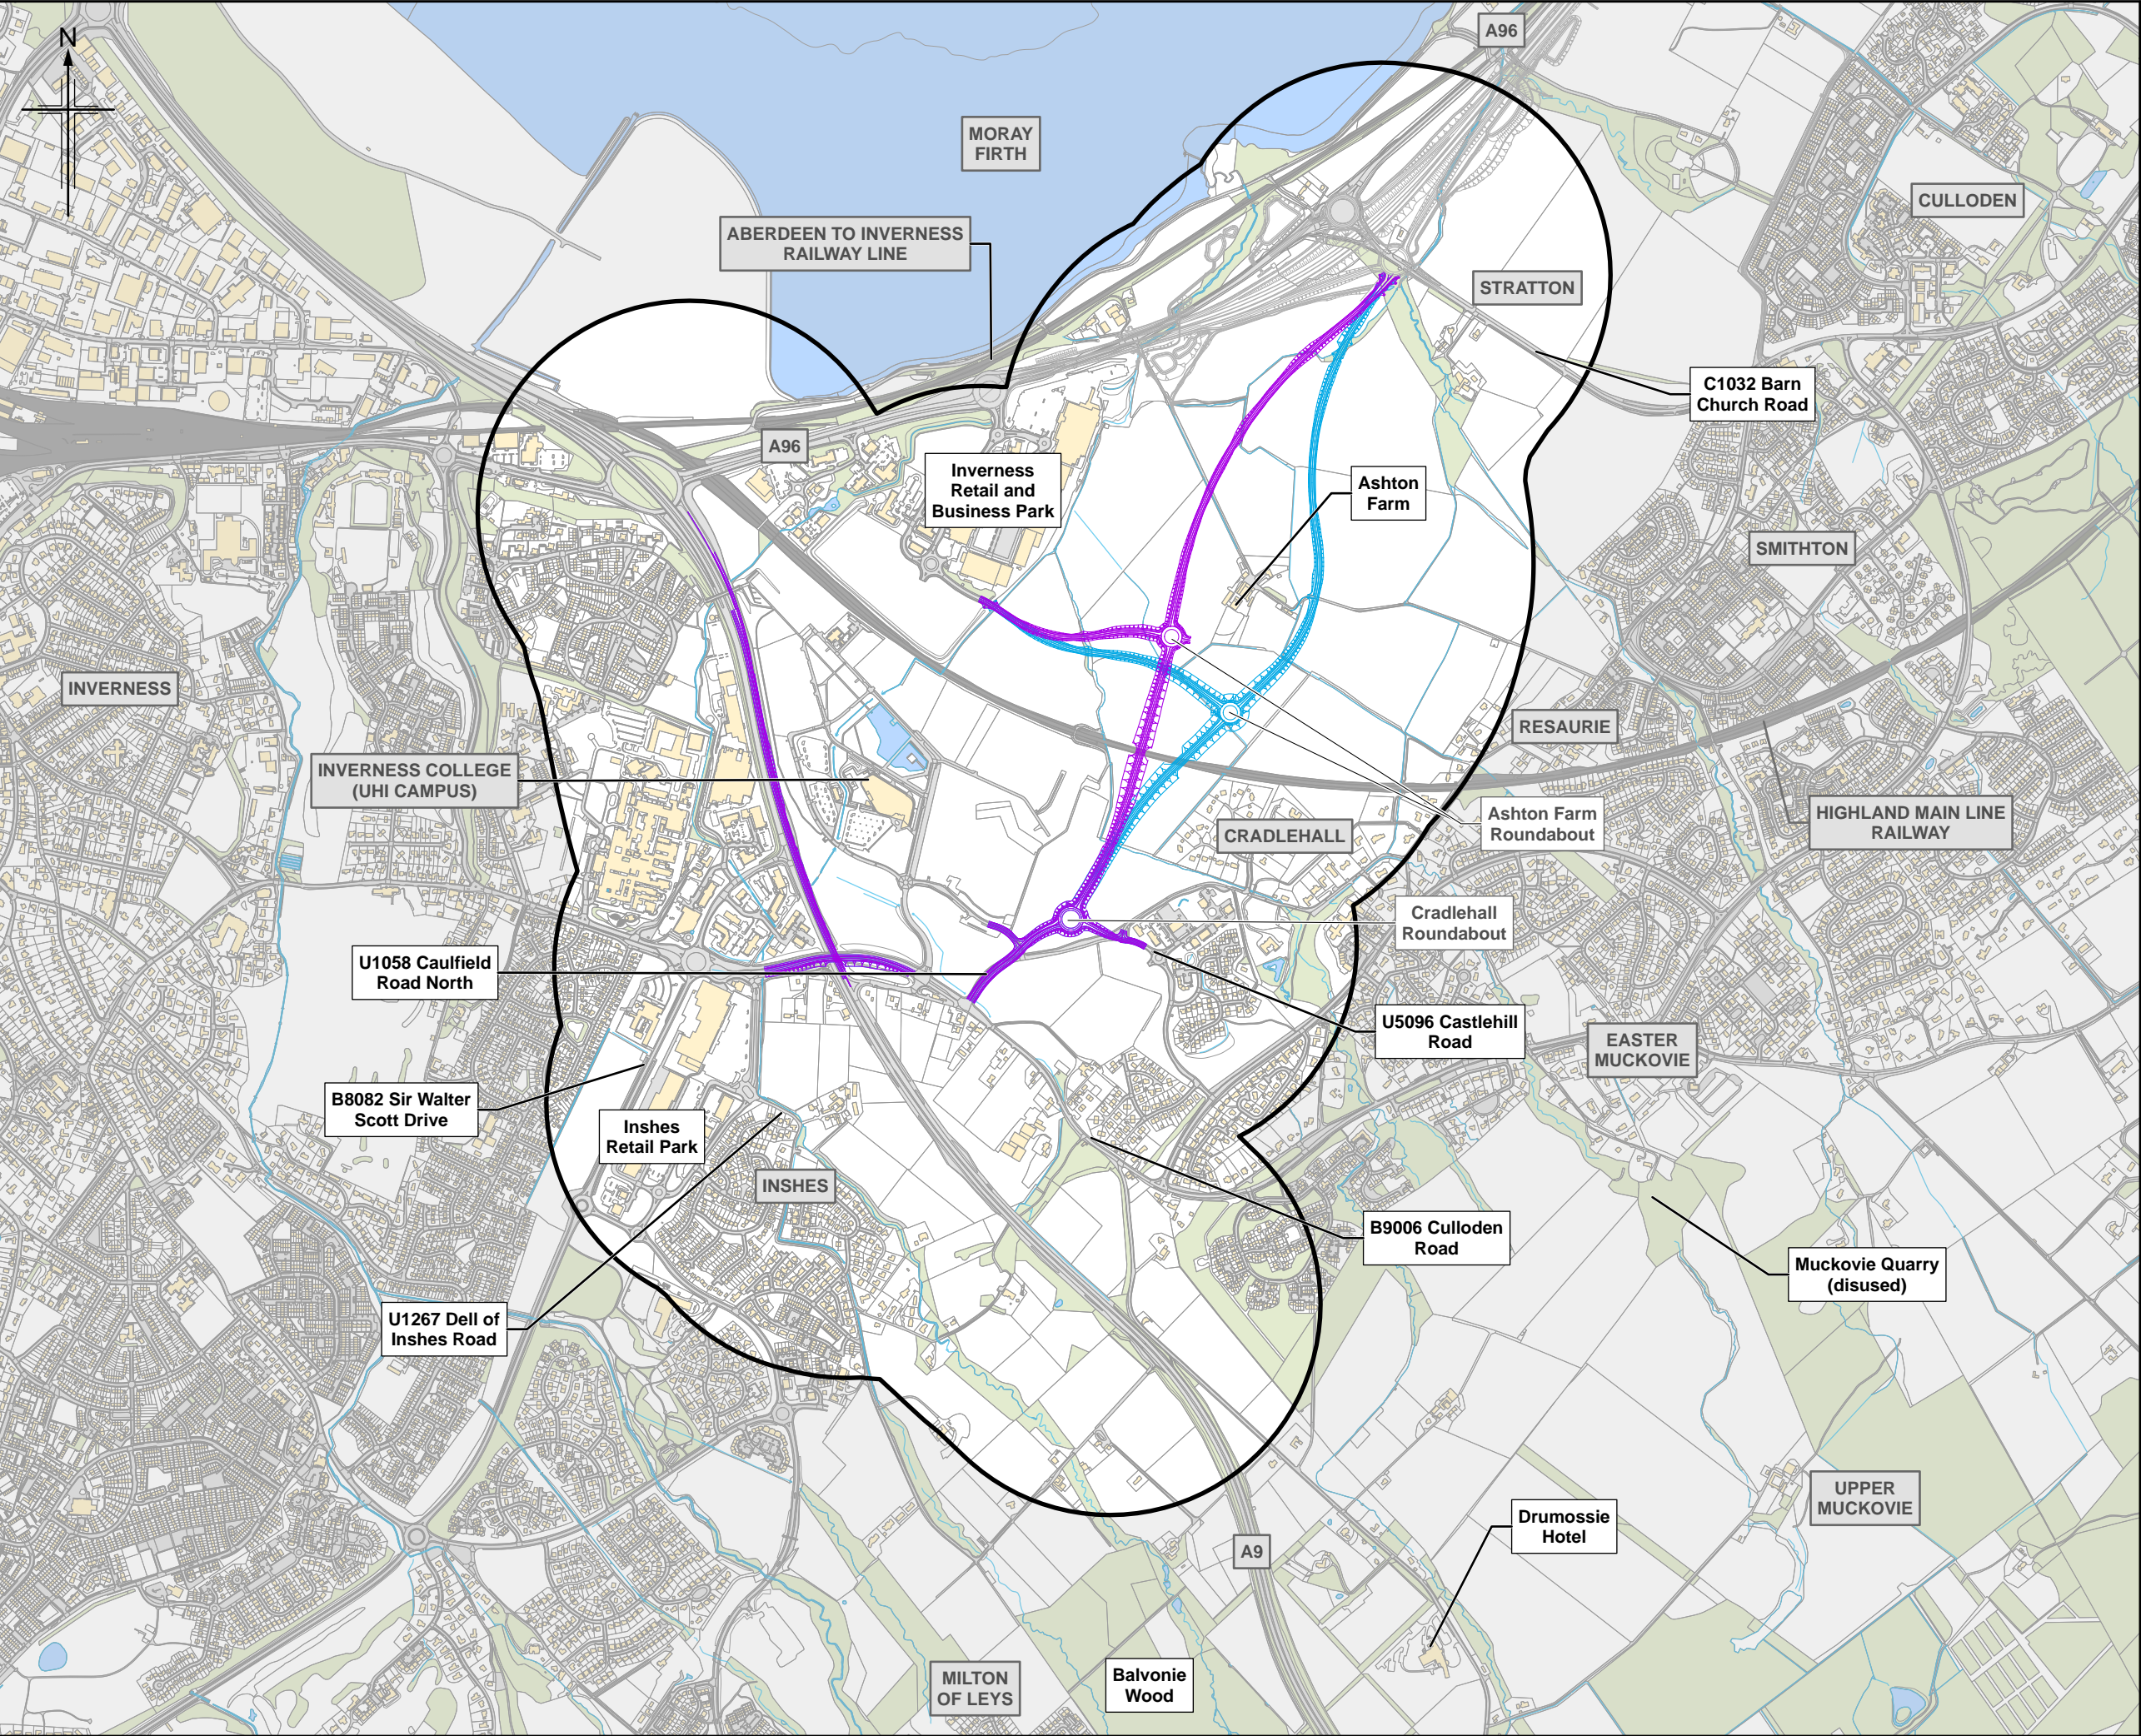 A96
N
MORAY
FIRTH
CULLODEN
ABERDEEN TO INVERNESS
RAILWAY LINE
STRATTON
C1032 Barn
Church Road
A96
Inverness
Retail and
Business Park
Ashton
Farm
SMITHTON
INVERNESS
RESAURIE
INVERNESS COLLEGE
(UHI CAMPUS)
Ashton Farm
Roundabout
HIGHLAND MAIN LINE
RAILWAY
CRADLEHALL
Cradlehall
Roundabout
U1058 Caulfield
Road North
U5096 Castlehill
Road
EASTER
MUCKOVIE
B8082 Sir Walter
Scott Drive
Inshes
Retail Park
INSHES
B9006 Culloden
Road
Muckovie Quarry
(disused)
U1267 Dell of
Inshes Road
UPPER
MUCKOVIE
Drumossie
Hotel
A9
MILTON
OF LEYS
Balvonie
Wood